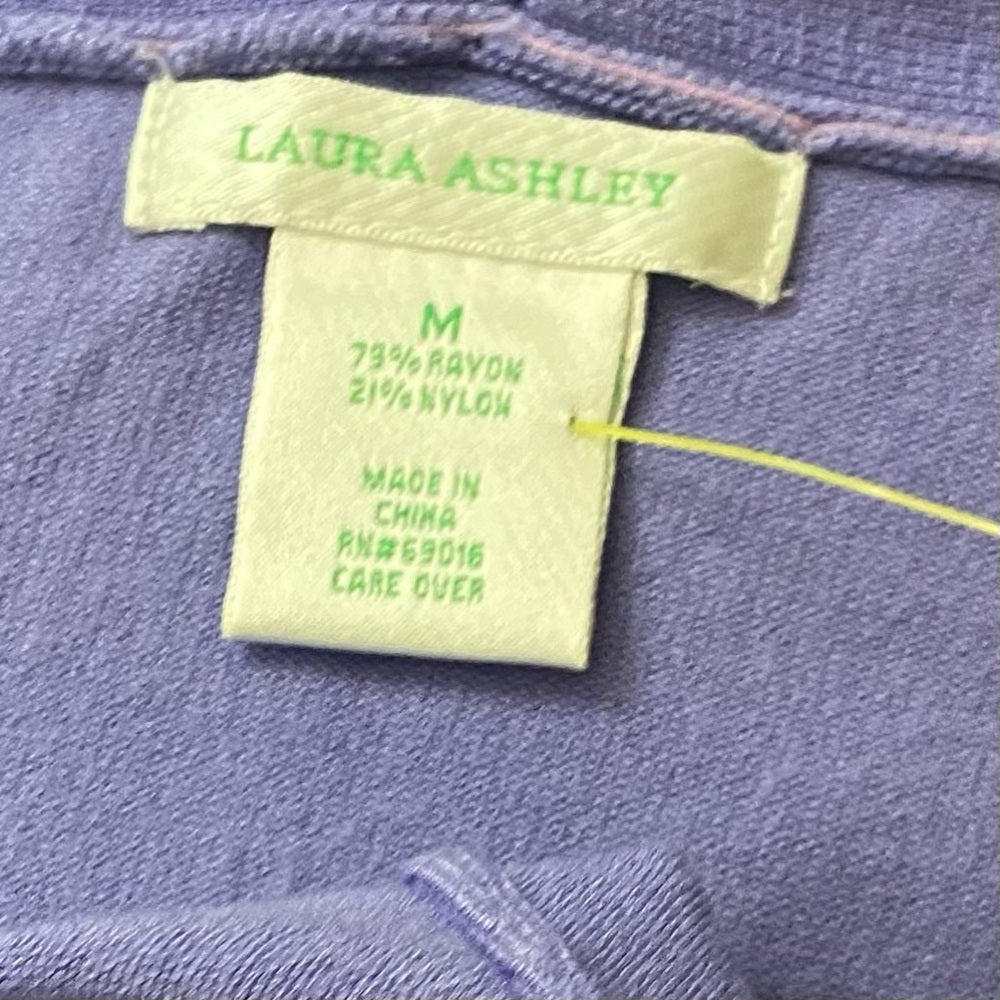 LAURA ASHLEY
M
79% RAYON
21% NYLON
MADE IN
CHINA
RN#69016
CARE OVER